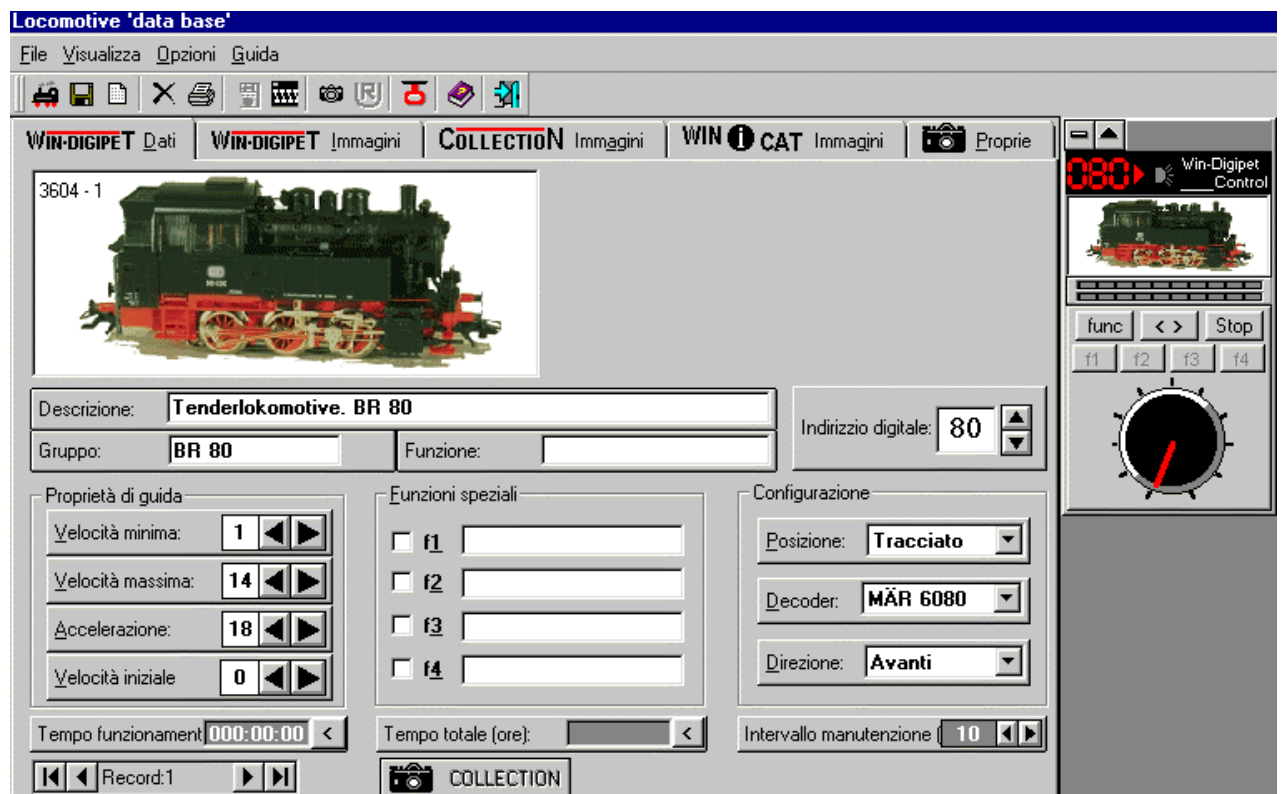 Locomotive 'data base'
File Visualizza Opzioni Guida
WIN-DIGIPET Dati WIN-DIGIPET Immagini COLLECTION Immagini WIN i CAT Immagini Proprie
3604 - 1
080 Win-Digipet
____Control
func < > Stop
f1 f2 f3 f4
Descrizione: Tenderlokomotive. BR 80
Indirizzio digitale: 80
Gruppo: BR 80 Funzione:
Proprietà di guida Funzioni speziali Configurazione
Velocità minima: 1 f1 Posizione: Tracciato
Velocità massima: 14 f2 Decoder: MÄR 6080
Accelerazione: 18 f3
Velocità iniziale 0 f4 Direzione: Avanti
Tempo funzionament 000:00:00 < Tempo totale (ore): < Intervallo manutenzione ( 10
Record:1 COLLECTION